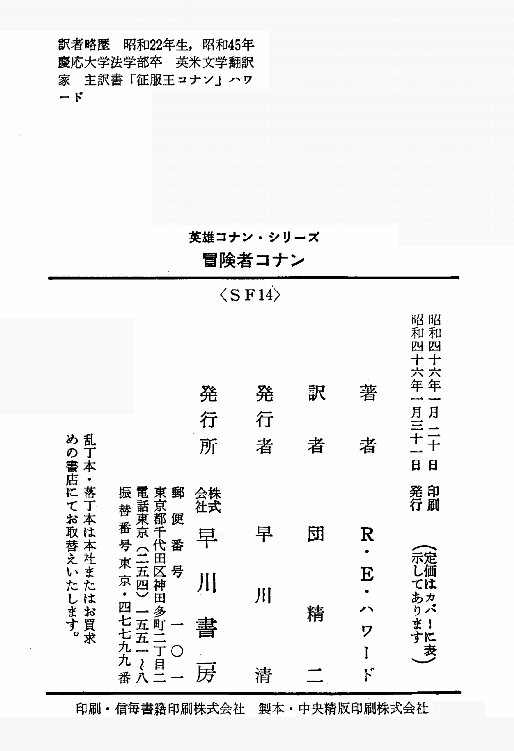 訳者略歴　昭和22年生，昭和45年
慶応大学法学部卒　英米文学翻訳
家　主訳書「征服王コナン」ハワ
ード
英雄コナン・シリーズ
冒険者コナン
〈ＳＦ14〉
昭和四十六年一月二十日　印刷
昭和四十六年一月三十一日　発行
（定価はカバーに表
示してあります）
著者　Ｒ・Ｅ・ハワード
訳者　団精二
発行者　早川清
発行所　株式会社　早川書房
郵便番号　一〇一
東京都千代田区神田多町二丁目二
電話東京（二五四）一五五一～八
振替番号東京・四七七九九番
乱丁本・落丁本は本社またはお買求
めの書店にてお取替えいたします。
印刷・信毎書籍印刷株式会社　製本・中央精版印刷株式会社